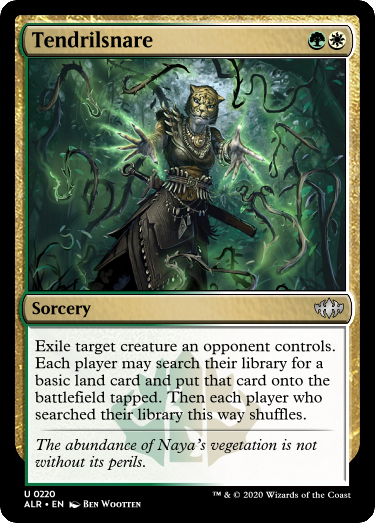 Tendrilsnare
Sorcery
Exile target creature an opponent controls.
Each player may search their library for a
basic land card and put that card onto the
battlefield tapped. Then each player who
searched their library this way shuffles.
The abundance of Naya's vegetation is not
without its perils.
U 0220
ALR • EN Ben Wootten
™ & © 2020 Wizards of the Coast